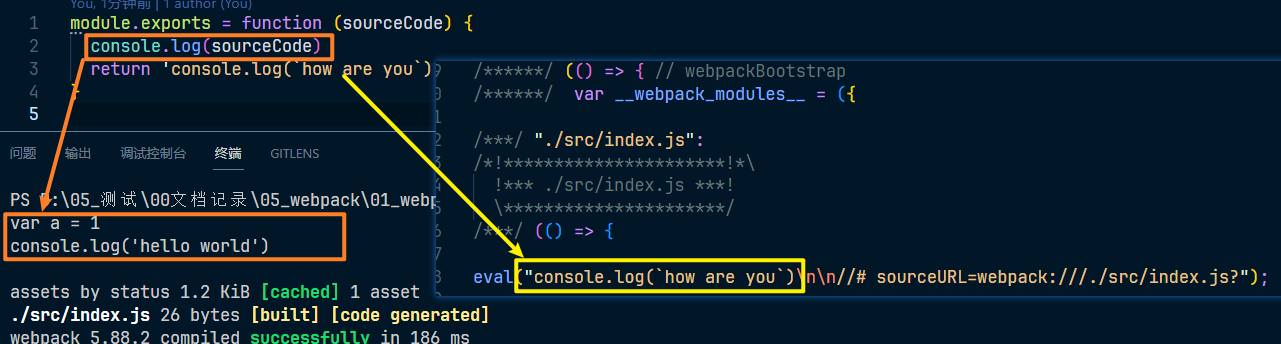 You, 1分钟前 | 1 author (You)
1 module.exports = function (sourceCode) {
2 console.log(sourceCode)
3 return 'console.log(`how are you`)
4 }
5
问题 输出 调试控制台 终端 GITLENS
PS D:\05_测试\00文档记录\05_webpack\01_webp
var a = 1
console.log('hello world')
assets by status 1.2 KiB [cached] 1 asset
./src/index.js 26 bytes [built] [code generated]
webpack 5.88.2 compiled successfully in 186 ms
9 /******/ (() => { // webpackBootstrap
0 /******/ var __webpack_modules__ = ({
1
2 /***/ "./src/index.js":
3 /*!**********************!*\
4 !*** ./src/index.js ***!
5 \**********************/
6 /***/ (() => {
7
8 eval("console.log(`how are you`)\n\n//# sourceURL=webpack:///./src/index.js?");